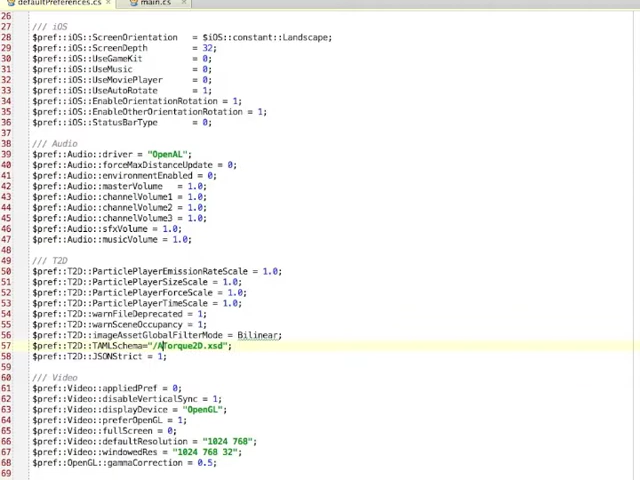 defaultPreferences.cs × main.cs ×
26
27 /// iOS
28 $pref::iOS::ScreenOrientation = $iOS::constant::Landscape;
29 $pref::iOS::ScreenDepth = 32;
30 $pref::iOS::UseGameKit = 0;
31 $pref::iOS::UseMusic = 0;
32 $pref::iOS::UseMoviePlayer = 0;
33 $pref::iOS::UseAutoRotate = 1;
34 $pref::iOS::EnableOrientationRotation = 1;
35 $pref::iOS::EnableOtherOrientationRotation = 1;
36 $pref::iOS::StatusBarType = 0;
37
38 /// Audio
39 $pref::Audio::driver = "OpenAL";
40 $pref::Audio::forceMaxDistanceUpdate = 0;
41 $pref::Audio::environmentEnabled = 0;
42 $pref::Audio::masterVolume = 1.0;
43 $pref::Audio::channelVolume1 = 1.0;
44 $pref::Audio::channelVolume2 = 1.0;
45 $pref::Audio::channelVolume3 = 1.0;
46 $pref::Audio::sfxVolume = 1.0;
47 $pref::Audio::musicVolume = 1.0;
48
49 /// T2D
50 $pref::T2D::ParticlePlayerEmissionRateScale = 1.0;
51 $pref::T2D::ParticlePlayerSizeScale = 1.0;
52 $pref::T2D::ParticlePlayerForceScale = 1.0;
53 $pref::T2D::ParticlePlayerTimeScale = 1.0;
54 $pref::T2D::warnFileDeprecated = 1;
55 $pref::T2D::warnSceneOccupancy = 1;
56 $pref::T2D::imageAssetGlobalFilterMode = Bilinear;
57 $pref::T2D::TAMLSchema="/ATorque2D.xsd";
58 $pref::T2D::JSONStrict = 1;
59
60 /// Video
61 $pref::Video::appliedPref = 0;
62 $pref::Video::disableVerticalSync = 1;
63 $pref::Video::displayDevice = "OpenGL";
64 $pref::Video::preferOpenGL = 1;
65 $pref::Video::fullScreen = 0;
66 $pref::Video::defaultResolution = "1024 768";
67 $pref::Video::windowedRes = "1024 768 32";
68 $pref::OpenGL::gammaCorrection = 0.5;
69